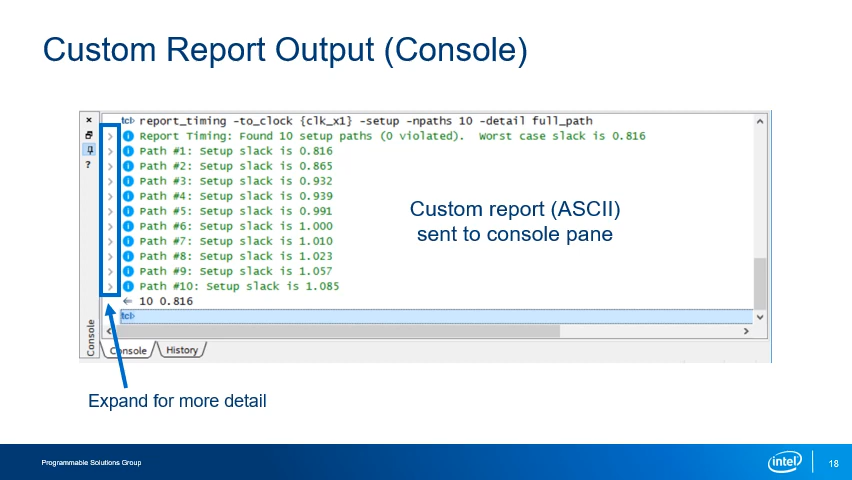 Custom Report Output (Console)
tcl> report_timing -to_clock {clk_x1} -setup -npaths 10 -detail full_path
Report Timing: Found 10 setup paths (0 violated).  Worst case slack is 0.816
Path #1: Setup slack is 0.816
Path #2: Setup slack is 0.865
Path #3: Setup slack is 0.932
Path #4: Setup slack is 0.939
Path #5: Setup slack is 0.991
Path #6: Setup slack is 1.000
Path #7: Setup slack is 1.010
Path #8: Setup slack is 1.023
Path #9: Setup slack is 1.057
Path #10: Setup slack is 1.085
10 0.816
tcl>
Custom report (ASCII)
sent to console pane
Console
Console
History
Expand for more detail
Programmable Solutions Group
intel
18